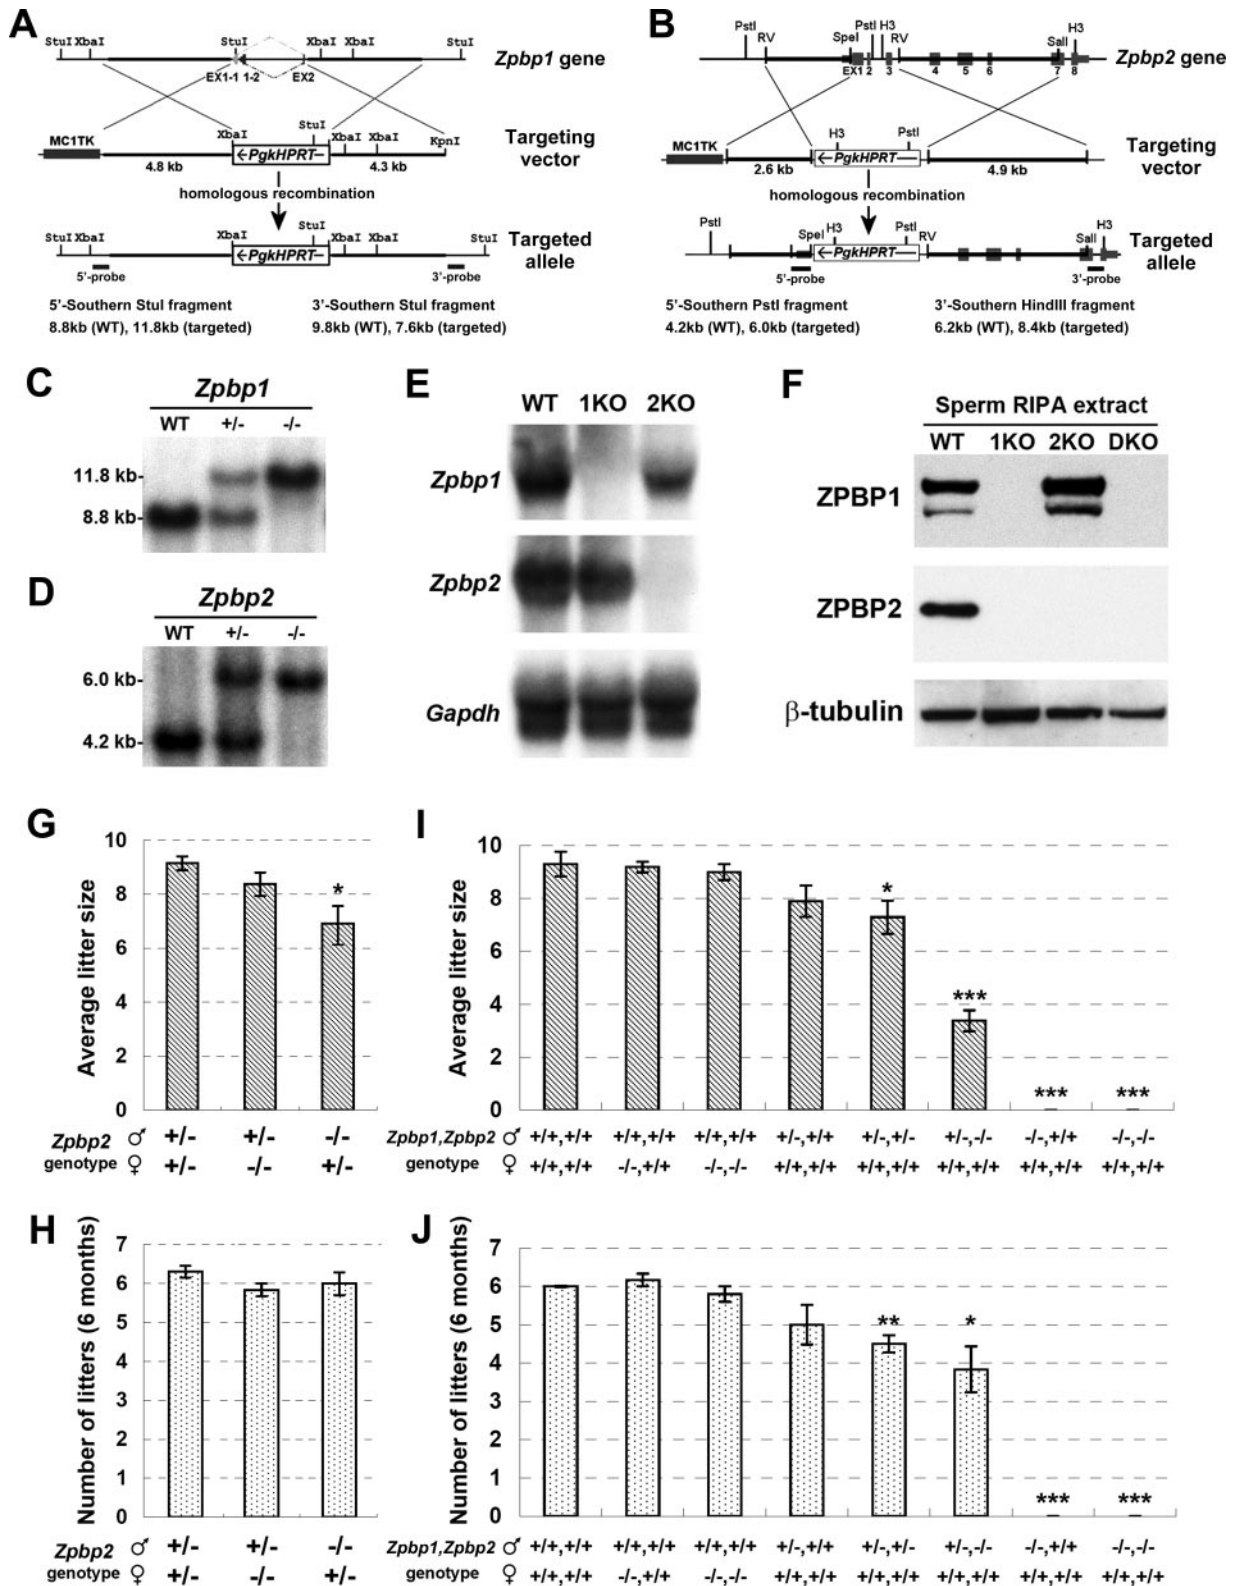 A
StuI XbaI StuI XbaI XbaI StuI
Zpbp1 gene
EX1-1 1-2 EX2
MC1TK XbaI StuI XbaI XbaI KpnI
←PgkHPRT
Targeting vector
4.8 kb 4.3 kb
homologous recombination
StuI XbaI XbaI StuI XbaI XbaI StuI
←PgkHPRT
Targeted allele
5'-probe 3'-probe
5'-Southern StuI fragment
8.8kb (WT), 11.8kb (targeted)
3'-Southern StuI fragment
9.8kb (WT), 7.6kb (targeted)
B
PstI RV SpeI PstI H3 RV SalI H3
Zpbp2 gene
EX1 2 3 4 5 6 7 8
MC1TK H3 PstI
←PgkHPRT
Targeting vector
2.6 kb 4.9 kb
homologous recombination
PstI SpeI H3 PstI RV SalI H3
←PgkHPRT
Targeted allele
5'-probe 3'-probe
5'-Southern PstI fragment
4.2kb (WT), 6.0kb (targeted)
3'-Southern HindIII fragment
6.2kb (WT), 8.4kb (targeted)
C
Zpbp1
WT +/- -/-
11.8 kb-
8.8 kb-
D
Zpbp2
WT +/- -/-
6.0 kb-
4.2 kb-
E
WT 1KO 2KO
Zpbp1
Zpbp2
Gapdh
F
Sperm RIPA extract
WT 1KO 2KO DKO
ZPBP1
ZPBP2
β-tubulin
G
Average litter size
10
8
6
4
2
0
*
Zpbp2 genotype
♂ +/- +/- -/-
♀ +/- -/- +/-
I
Average litter size
10
8
6
4
2
0
* *** *** ***
Zpbp1,Zpbp2 genotype
♂ +/+,+/+ +/+,+/+ +/+,+/+ +/-,+/+ +/-,+/- +/-,-/- -/-,+/+ -/-,-/-
♀ +/+,+/+ -/-,+/+ -/-,-/- +/+,+/+ +/+,+/+ +/+,+/+ +/+,+/+ +/+,+/+
H
Number of litters (6 months)
7
6
5
4
3
2
1
0
Zpbp2 genotype
♂ +/- +/- -/-
♀ +/- -/- +/-
J
Number of litters (6 months)
7
6
5
4
3
2
1
0
** * *** ***
Zpbp1,Zpbp2 genotype
♂ +/+,+/+ +/+,+/+ +/+,+/+ +/-,+/+ +/-,+/- +/-,-/- -/-,+/+ -/-,-/-
♀ +/+,+/+ -/-,+/+ -/-,-/- +/+,+/+ +/+,+/+ +/+,+/+ +/+,+/+ +/+,+/+